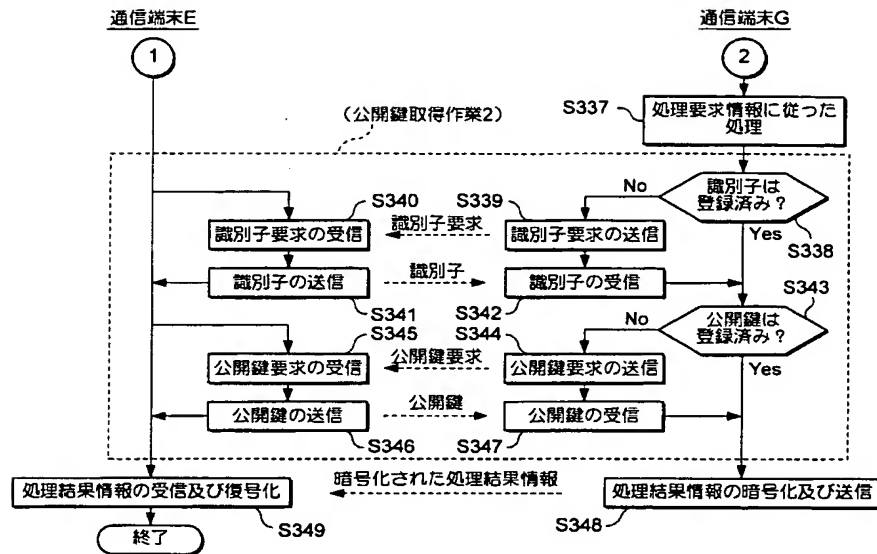 通信端末E
通信端末G
1
2
S337
処理要求情報に従った
処理
(公開鍵取得作業2)
No
識別子は
登録済み?
S338
Yes
S340
S339
識別子要求
識別子要求の受信
識別子要求の送信
識別子の送信
識別子
識別子の受信
S341
S342
S343
S345
S344
No
公開鍵は
登録済み?
公開鍵要求
公開鍵要求の受信
公開鍵要求の送信
Yes
公開鍵の送信
公開鍵
公開鍵の受信
S346
S347
暗号化された処理結果情報
処理結果情報の受信及び復号化
処理結果情報の暗号化及び送信
S349
S348
終了